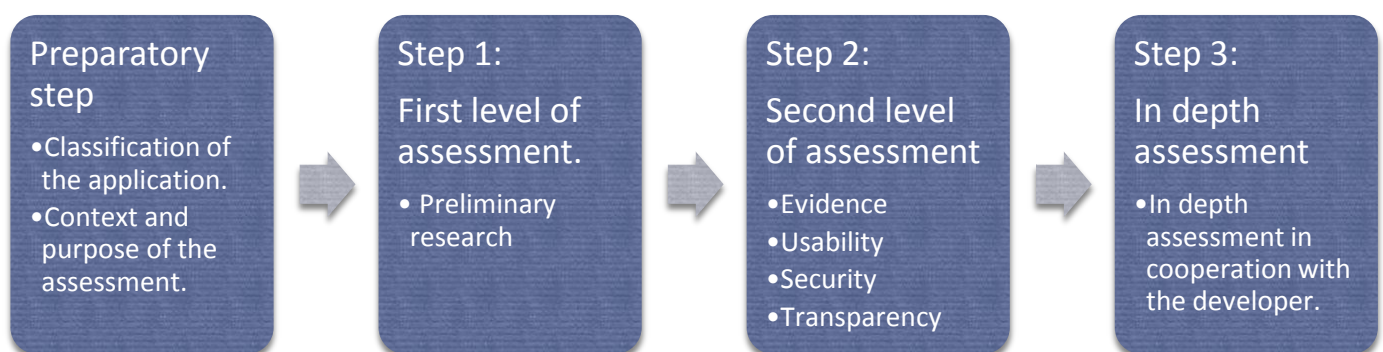 Preparatory
step
•Classification of
the application.
•Context and
purpose of the
assessment.
Step 1:
First level of
assessment.
• Preliminary
research
Step 2:
Second level
of assessment
•Evidence
•Usability
•Security
•Transparency
Step 3:
In depth
assessment
•In depth
assessment in
cooperation with
the developer.